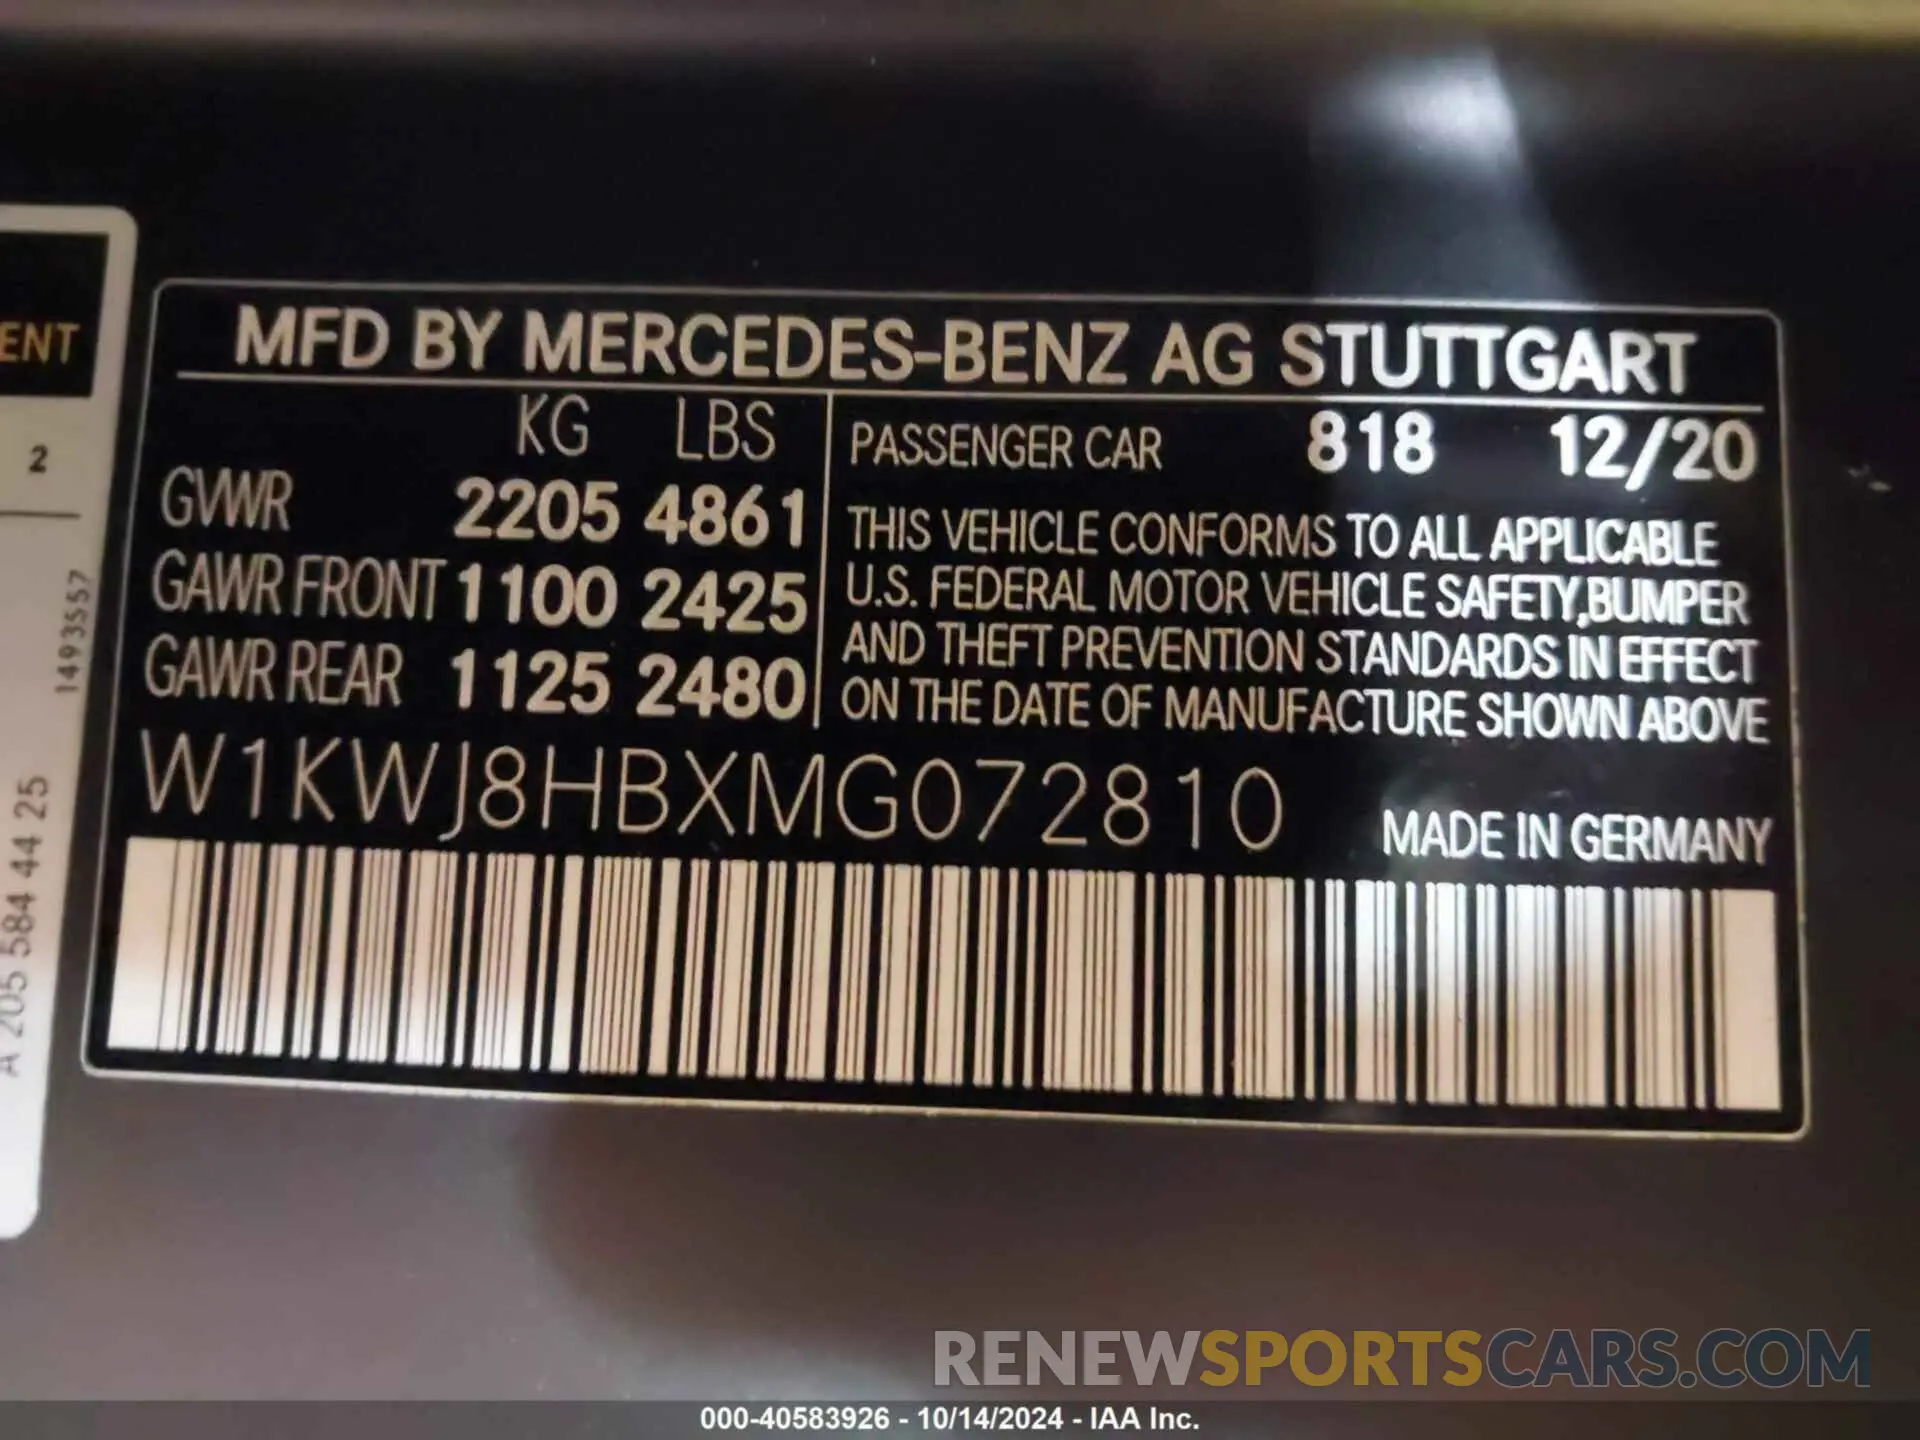 MFD BY MERCEDES-BENZ AG STUTTGART
KG LBS
GVWR 2205 4861
GAWR FRONT 1100 2425
GAWR REAR 1125 2480
PASSENGER CAR 818 12/20
THIS VEHICLE CONFORMS TO ALL APPLICABLE
U.S. FEDERAL MOTOR VEHICLE SAFETY,BUMPER
AND THEFT PREVENTION STANDARDS IN EFFECT
ON THE DATE OF MANUFACTURE SHOWN ABOVE
W1KWJ8HBXMG072810
MADE IN GERMANY
ENT
2
1493557
A 205 584 44 25
RENEWSPORTSCARS.COM
000-40583926 - 10/14/2024 - IAA Inc.